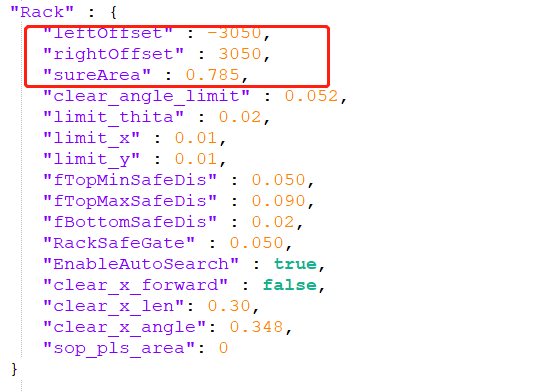 "Rack" : {
"leftOffset" : -3050,
"rightOffset" : 3050,
"sureArea" : 0.785,
"clear_angle_limit" : 0.052,
"limit_thita" : 0.02,
"limit_x" : 0.01,
"limit_y" : 0.01,
"fTopMinSafeDis" : 0.050,
"fTopMaxSafeDis" : 0.090,
"fBottomSafeDis" : 0.02,
"RackSafeGate" : 0.050,
"EnableAutoSearch" : true,
"clear_x_forward" : false,
"clear_x_len": 0.30,
"clear_x_angle": 0.348,
"sop_pls_area": 0
}